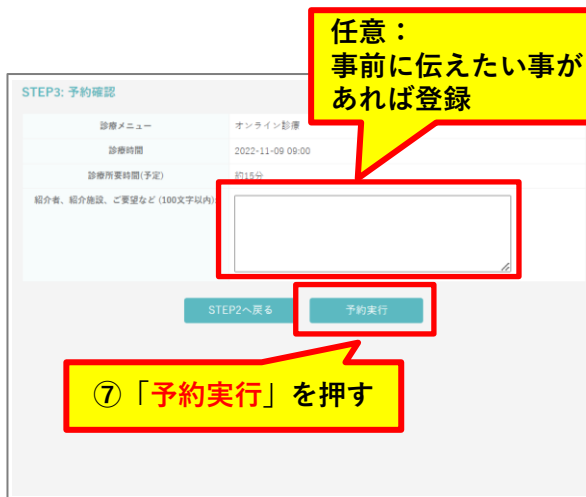 任意：
事前に伝えたい事が
あれば登録
STEP3: 予約確認
診療メニュー オンライン診療
診療時間 2022-11-09 09:00
診療所要時間(予定) 約15分
紹介者、紹介施設、ご要望など (100文字以内):
STEP2へ戻る 予約実行
⑦「予約実行」を押す